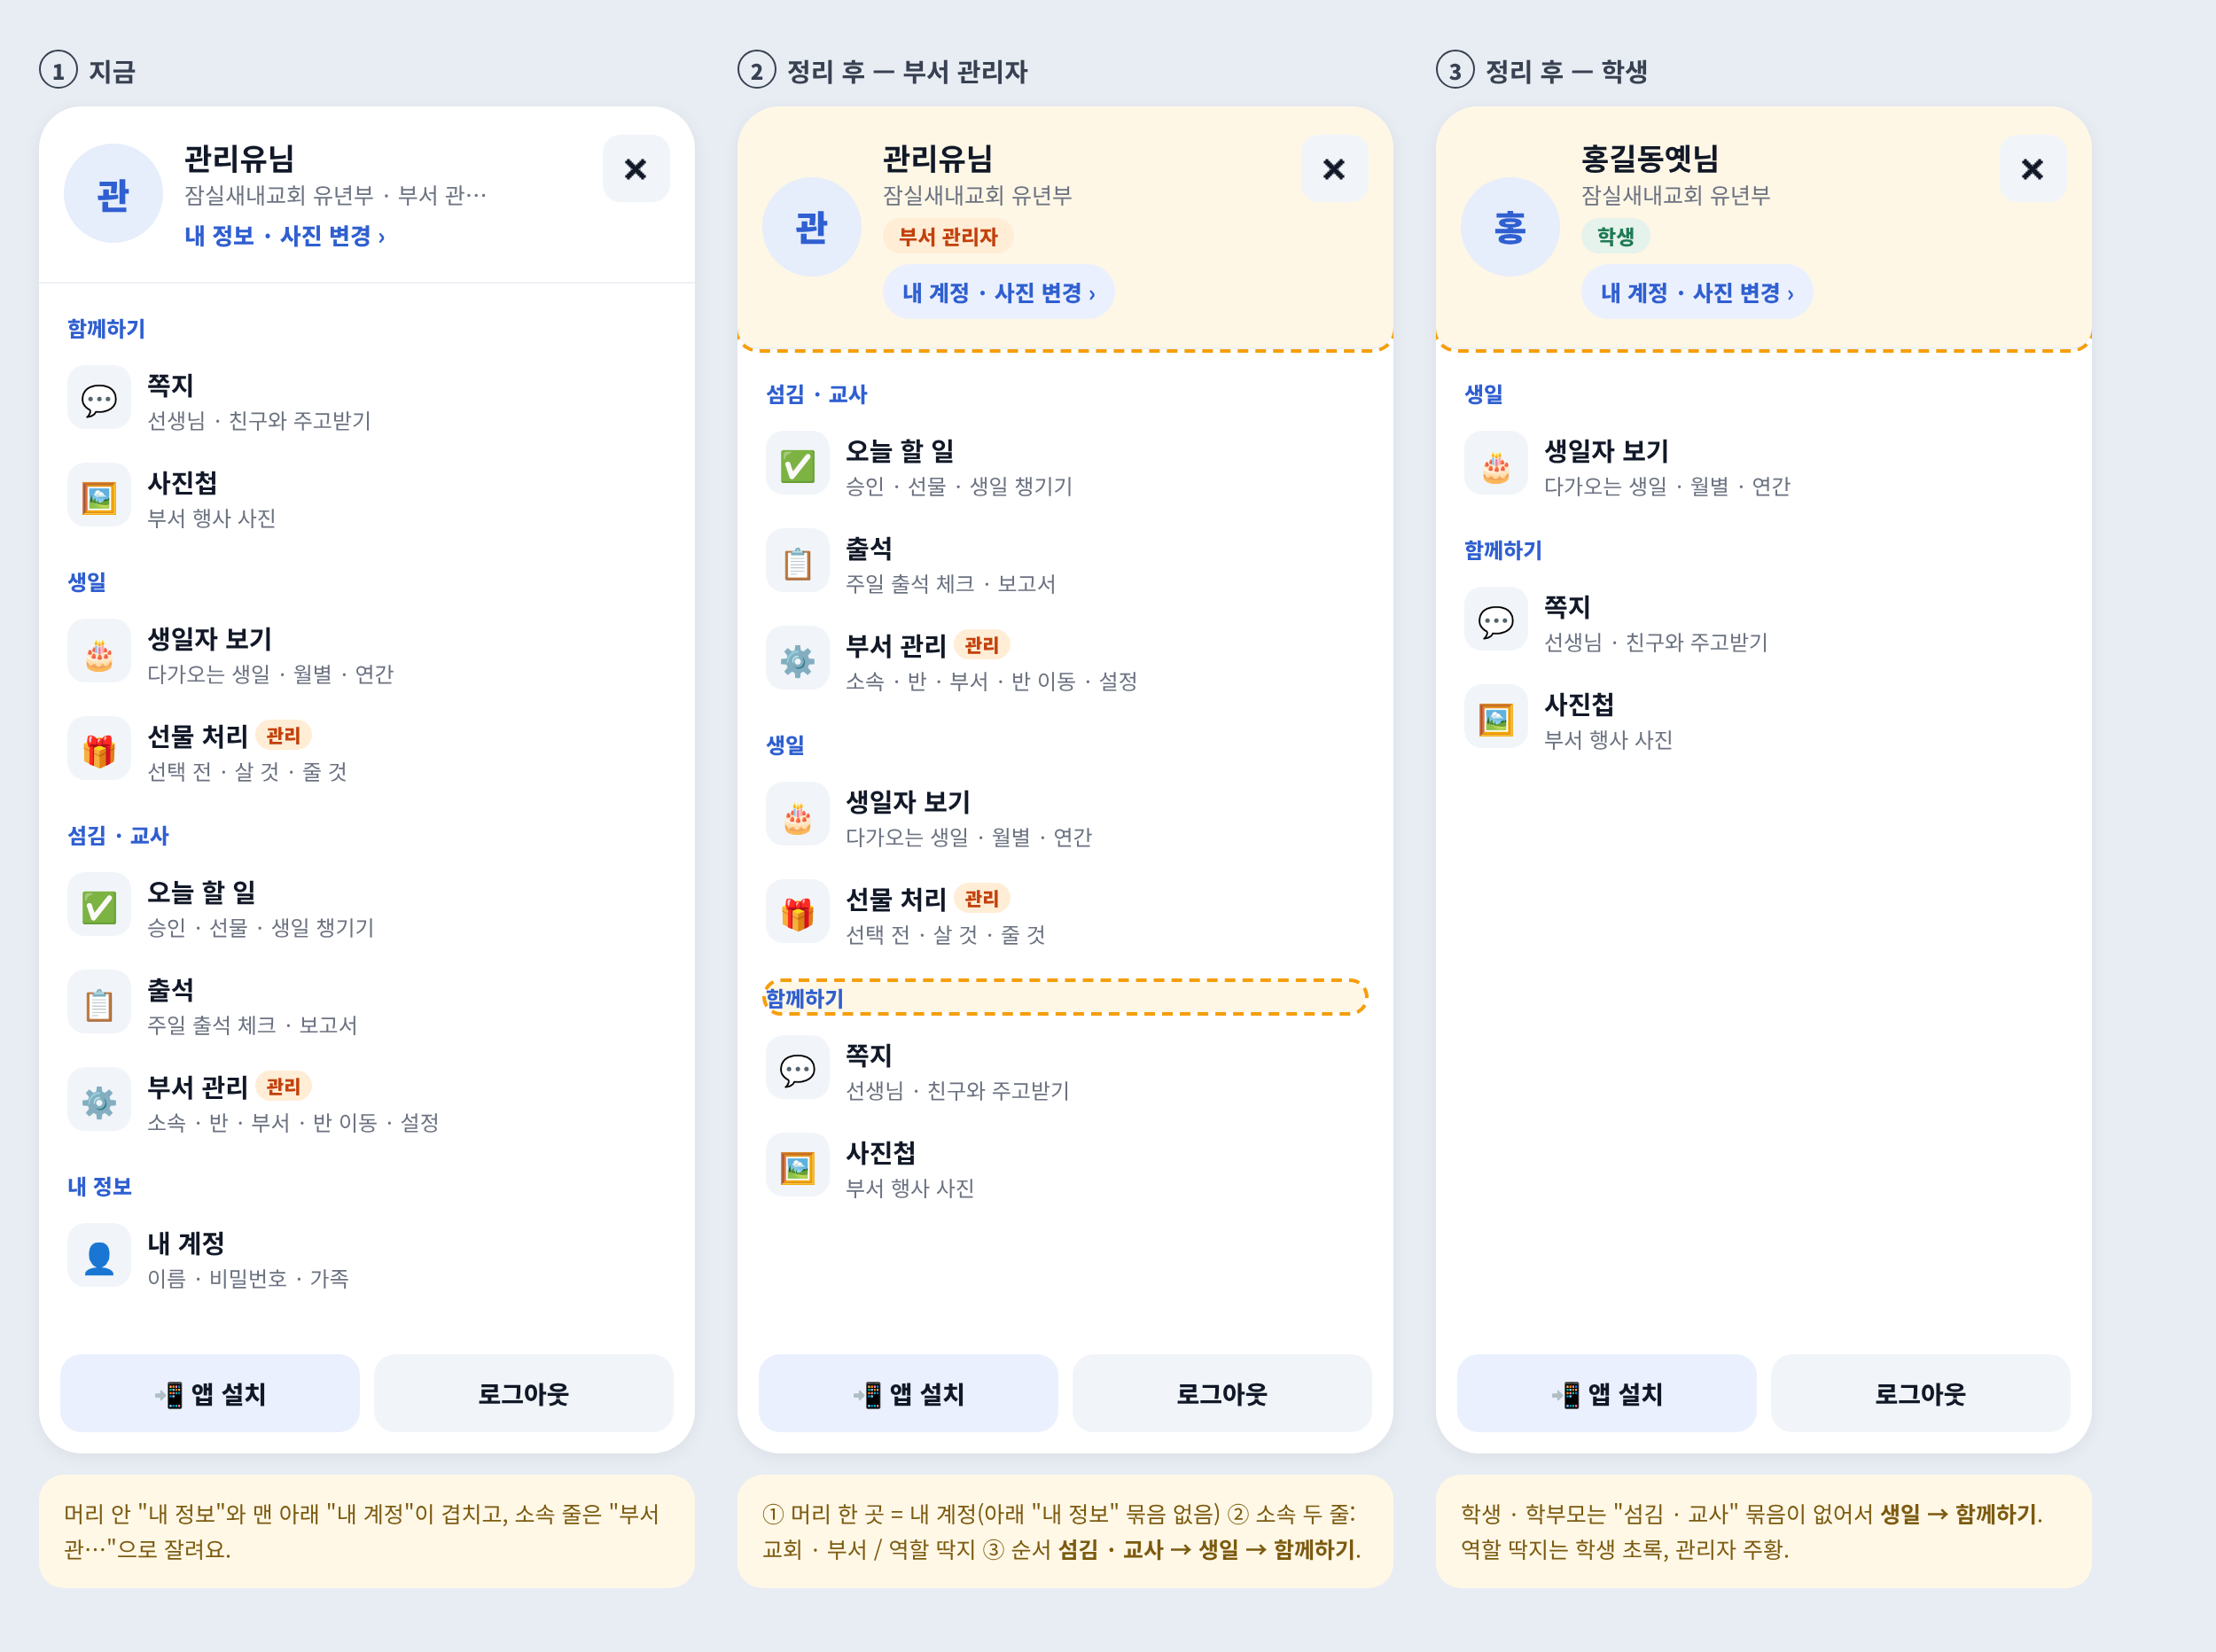 ① 지금
관
관리유님
잠실새내교회 유년부 · 부서 관…
내 정보 · 사진 변경 ›
함께하기
쪽지
선생님 · 친구와 주고받기
사진첩
부서 행사 사진
생일
생일자 보기
다가오는 생일 · 월별 · 연간
선물 처리 관리
선택 전 · 살 것 · 줄 것
섬김 · 교사
오늘 할 일
승인 · 선물 · 생일 챙기기
출석
주일 출석 체크 · 보고서
부서 관리 관리
소속 · 반 · 부서 · 반 이동 · 설정
내 정보
내 계정
이름 · 비밀번호 · 가족
앱 설치
로그아웃
머리 안 "내 정보"와 맨 아래 "내 계정"이 겹치고, 소속 줄은 "부서
관…"으로 잘려요.
② 정리 후 — 부서 관리자
관
관리유님
잠실새내교회 유년부
부서 관리자
내 계정 · 사진 변경 ›
섬김 · 교사
오늘 할 일
승인 · 선물 · 생일 챙기기
출석
주일 출석 체크 · 보고서
부서 관리 관리
소속 · 반 · 부서 · 반 이동 · 설정
생일
생일자 보기
다가오는 생일 · 월별 · 연간
선물 처리 관리
선택 전 · 살 것 · 줄 것
함께하기
쪽지
선생님 · 친구와 주고받기
사진첩
부서 행사 사진
앱 설치
로그아웃
① 머리 한 곳 = 내 계정(아래 "내 정보" 묶음 없음) ② 소속 두 줄:
교회 · 부서 / 역할 딱지 ③ 순서 섬김 · 교사 → 생일 → 함께하기.
③ 정리 후 — 학생
홍
홍길동옛님
잠실새내교회 유년부
학생
내 계정 · 사진 변경 ›
생일
생일자 보기
다가오는 생일 · 월별 · 연간
함께하기
쪽지
선생님 · 친구와 주고받기
사진첩
부서 행사 사진
앱 설치
로그아웃
학생 · 학부모는 "섬김 · 교사" 묶음이 없어서 생일 → 함께하기.
역할 딱지는 학생 초록, 관리자 주황.